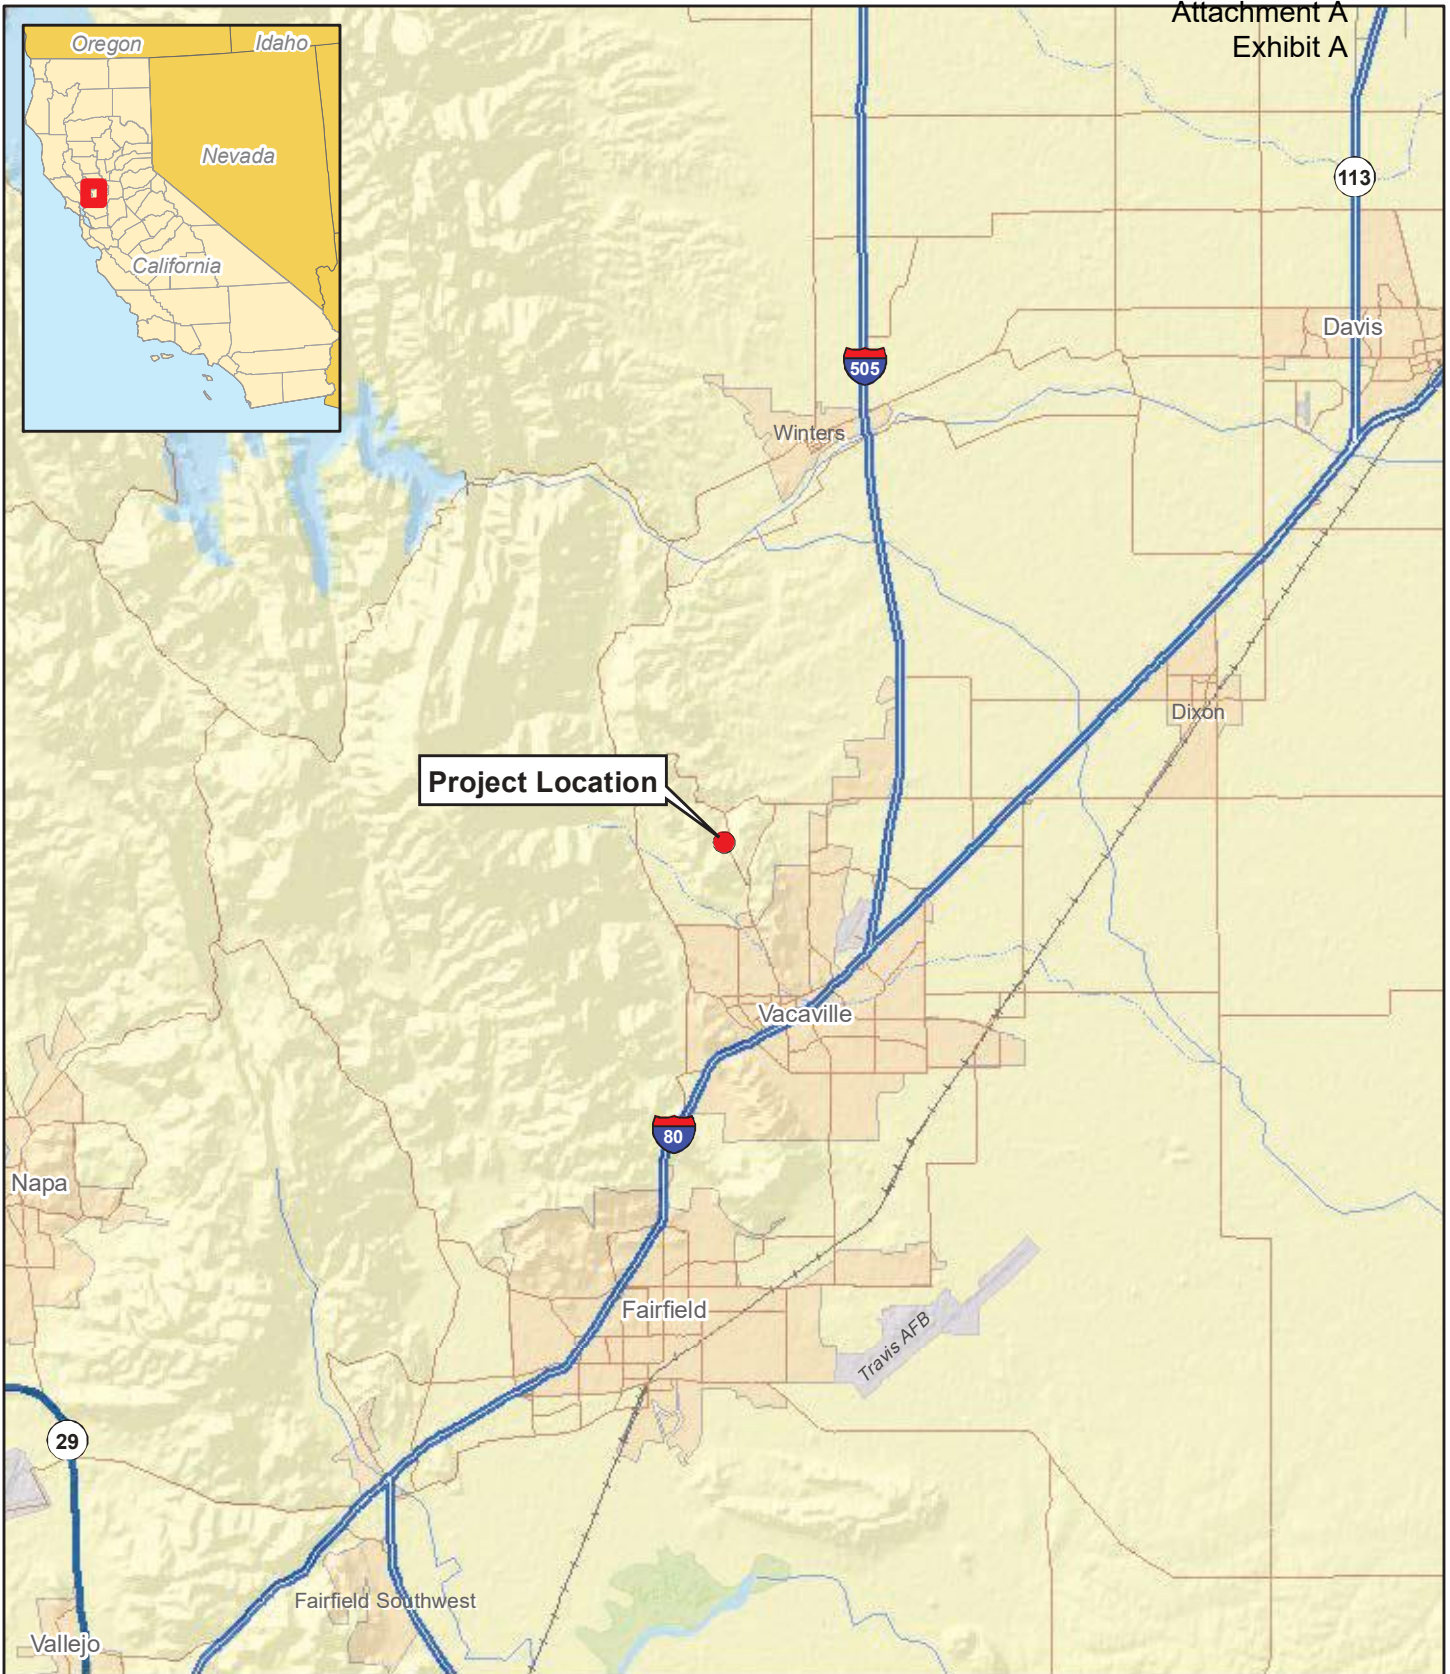 Attachment A
Exhibit A
Oregon
Idaho
Nevada
California
113
Davis
505
Winters
Dixon
Project Location
Vacaville
80
Napa
Fairfield
Travis AFB
29
Fairfield Southwest
Vallejo